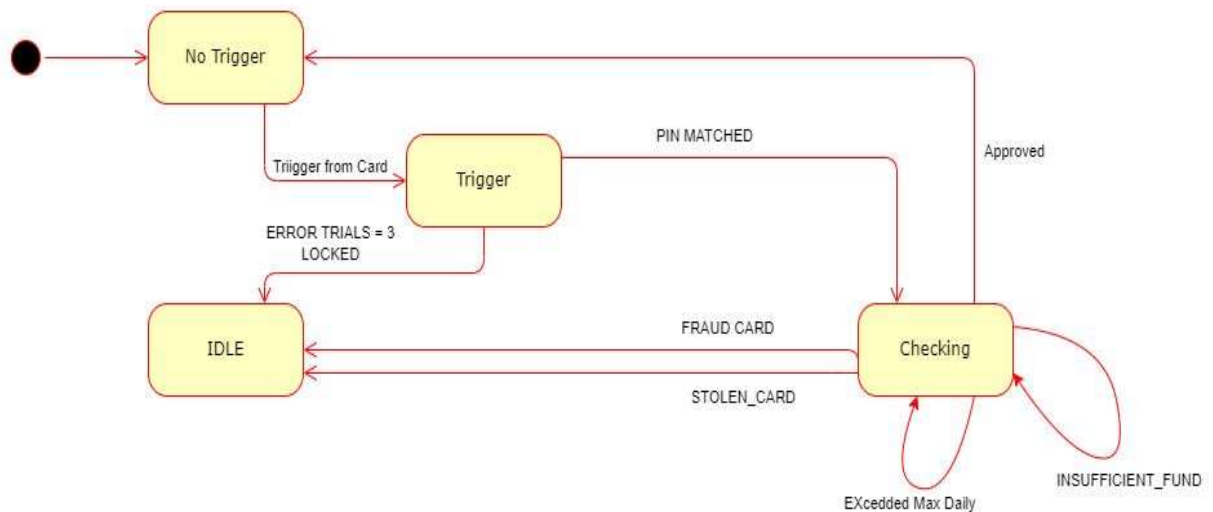 No Trigger
PIN MATCHED
Approved
Triigger from Card
Trigger
ERROR TRIALS = 3
LOCKED
FRAUD CARD
IDLE
Checking
STOLEN_CARD
INSUFFICIENT_FUND
EXcedded Max Daily